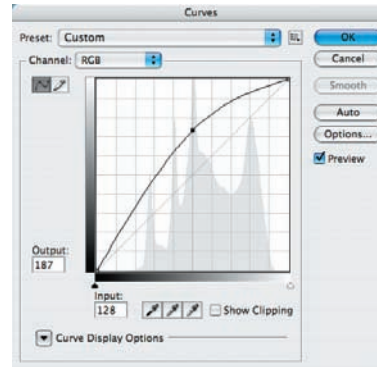 Curves
Preset: Custom
OK
Channel: RGB
Cancel
Smooth
Auto
Options...
Preview
Output:
187
Input:
128
Show Clipping
Curve Display Options